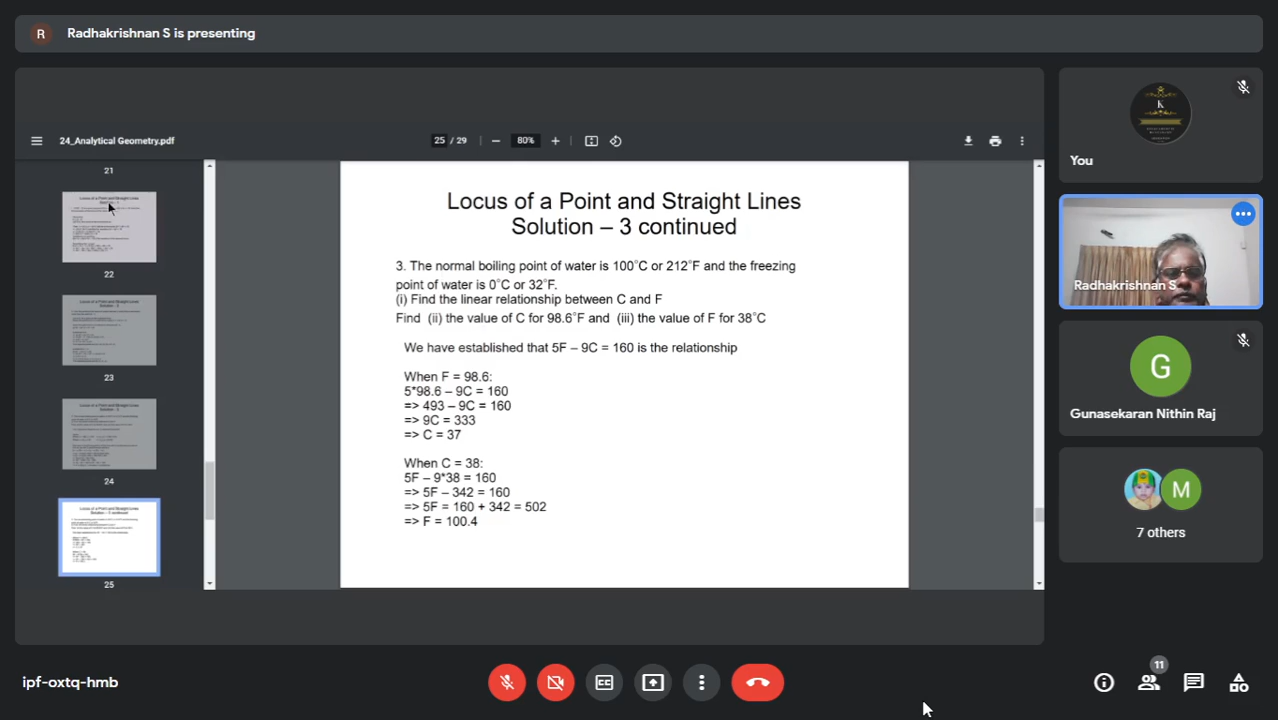 R Radhakrishnan S is presenting
24_Analytical Geometry.pdf 25 / 29 80%
21
22
23
24
25
Locus of a Point and Straight Lines
Solution – 3 continued
3. The normal boiling point of water is 100°C or 212°F and the freezing
point of water is 0°C or 32°F.
(i) Find the linear relationship between C and F
Find (ii) the value of C for 98.6°F and (iii) the value of F for 38°C
We have established that 5F – 9C = 160 is the relationship
When F = 98.6:
5*98.6 – 9C = 160
=> 493 – 9C = 160
=> 9C = 333
=> C = 37
When C = 38:
5F – 9*38 = 160
=> 5F – 342 = 160
=> 5F = 160 + 342 = 502
=> F = 100.4
K
You
Radhakrishnan S
G
Gunasekaran Nithin Raj
M
7 others
ipf-oxtq-hmb
CC
11